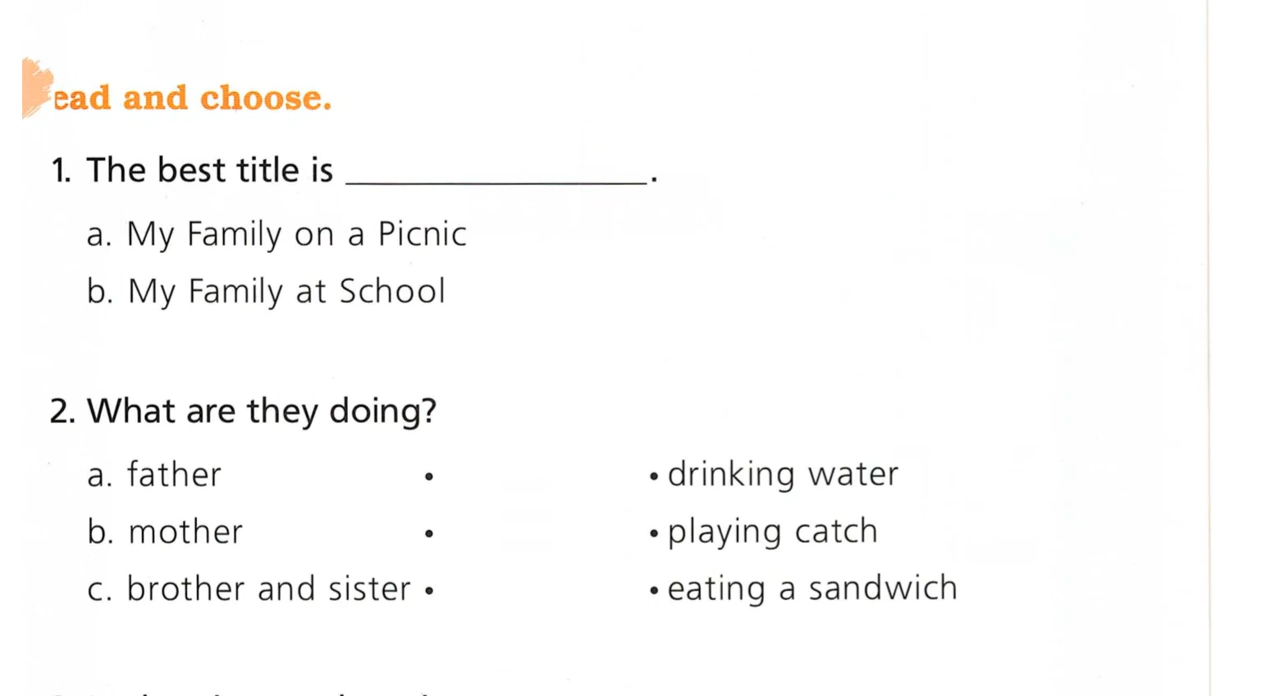 ead and choose.
1. The best title is ____________________.
a. My Family on a Picnic
b. My Family at School
2. What are they doing?
a. father • • drinking water
b. mother • • playing catch
c. brother and sister • • eating a sandwich